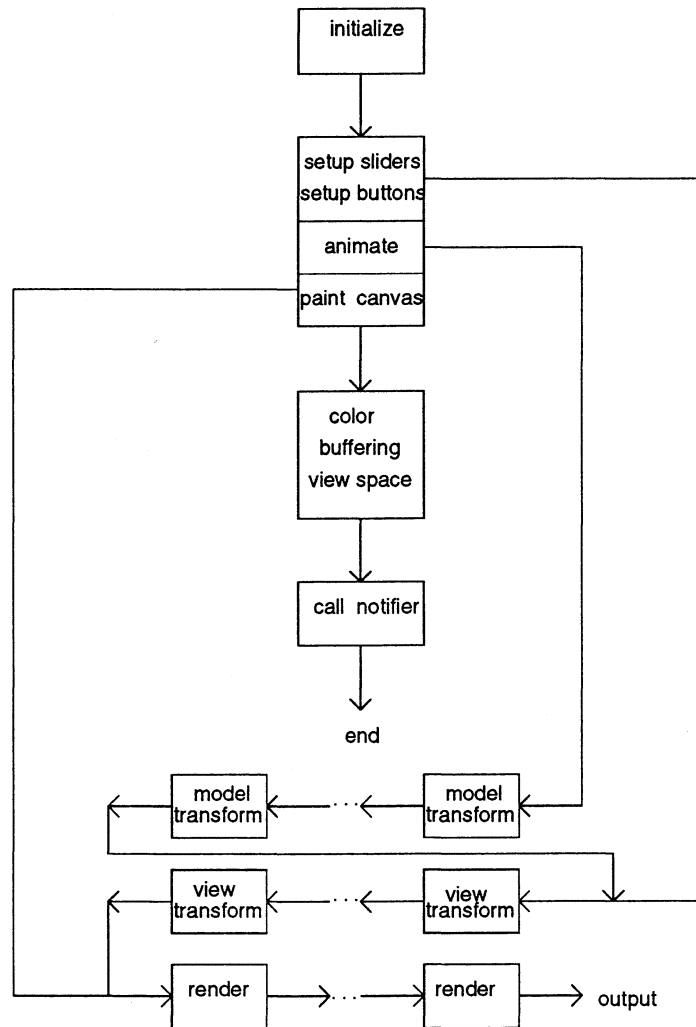 initialize
setup sliders
setup buttons
animate
paint canvas
color
buffering
view space
call notifier
end
model
transform
...
model
transform
view
transform
...
view
transform
render
...
render
output